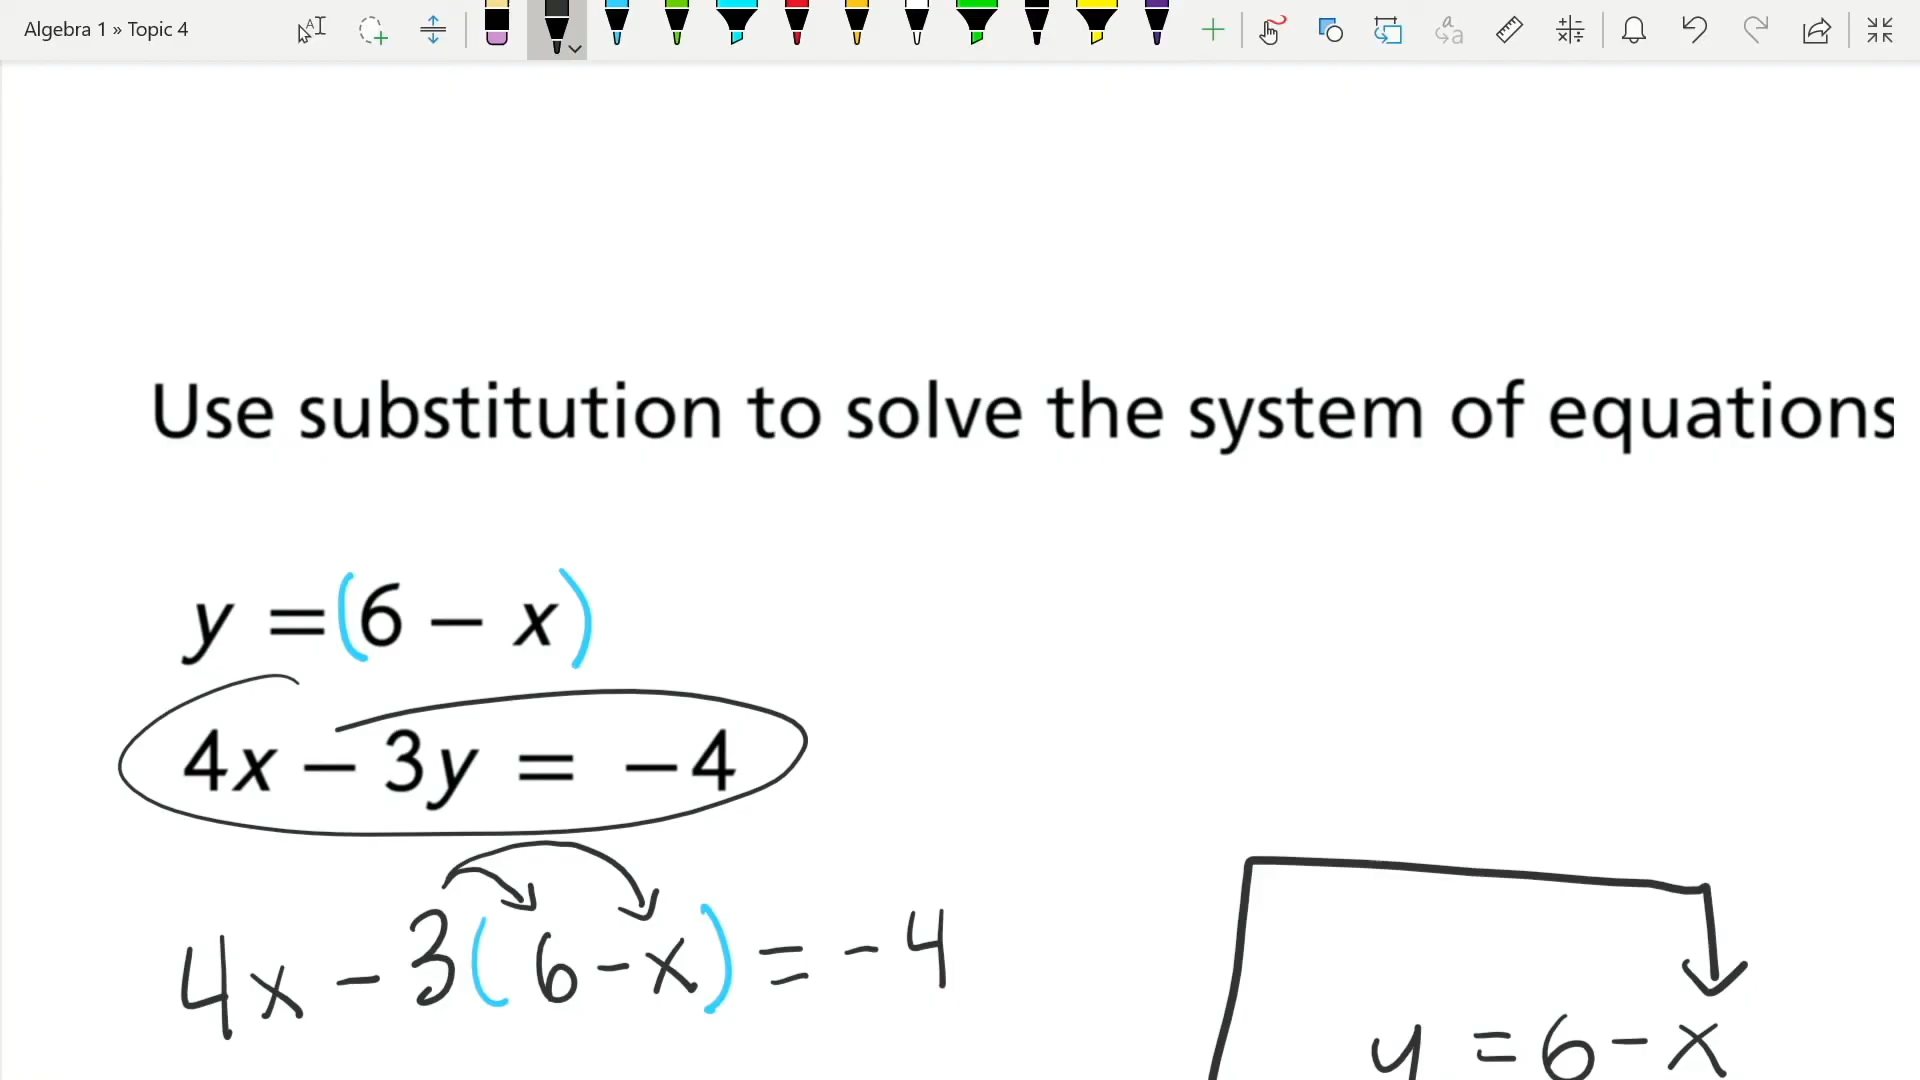 Algebra 1 » Topic 4
Use substitution to solve the system of equations
y = (6 − x)
4x − 3y = −4
4x − 3(6 − x) = −4
y = 6 − x